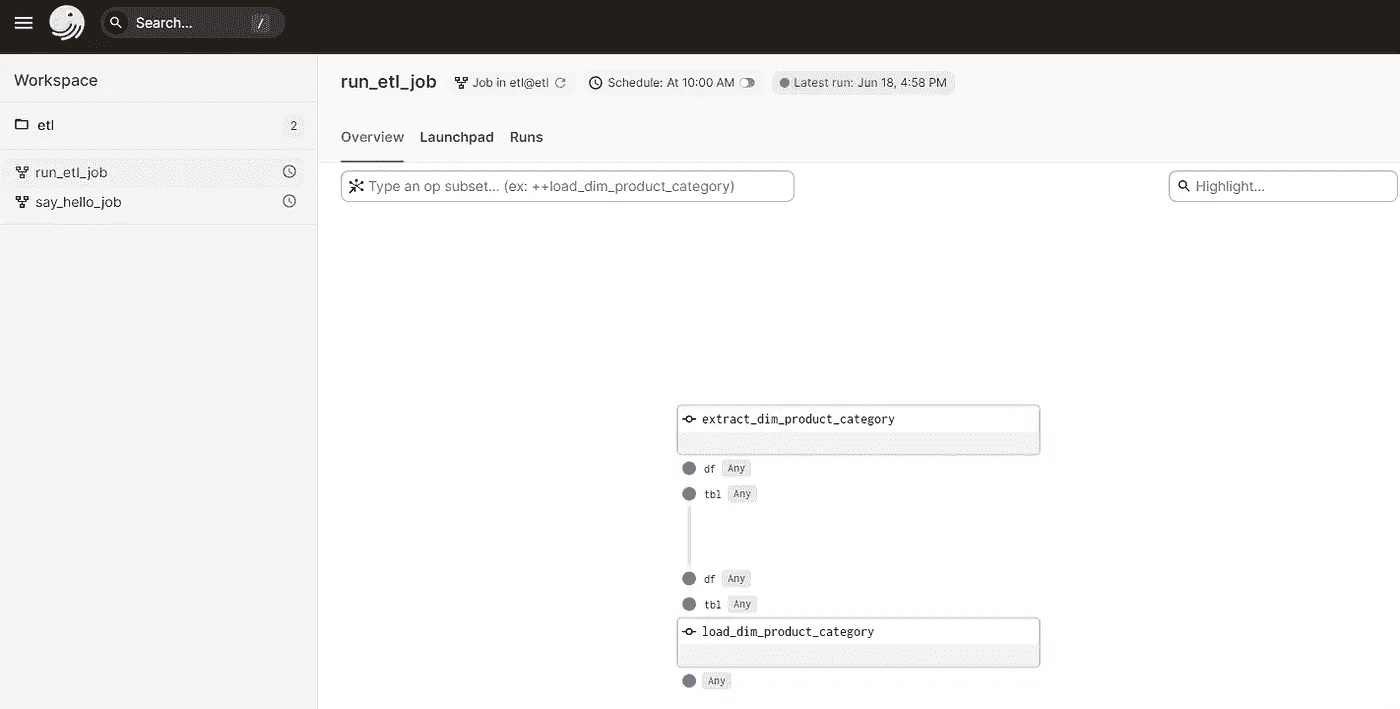 Search... /
Workspace
etl 2
run_etl_job
say_hello_job
run_etl_job Job in etl@etl Schedule: At 10:00 AM Latest run: Jun 18, 4:58 PM
Overview Launchpad Runs
Type an op subset... (ex: ++load_dim_product_category) Highlight...
extract_dim_product_category
df Any
tbl Any
df Any
tbl Any
load_dim_product_category
Any